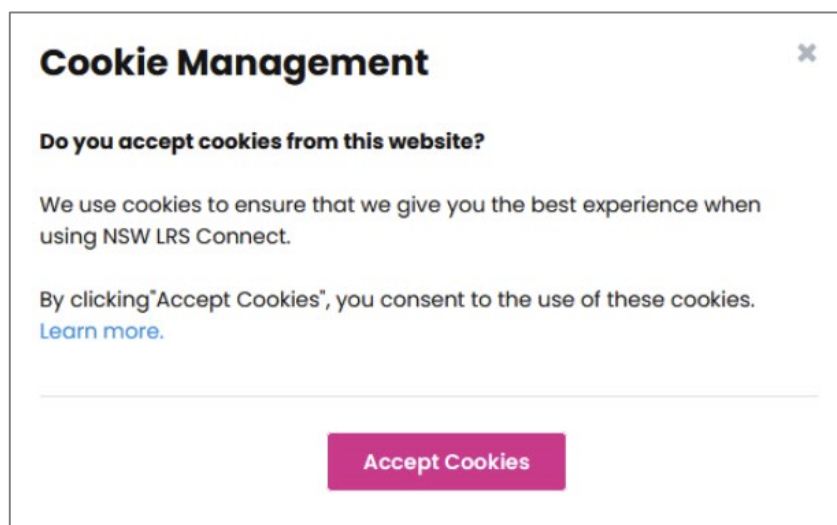 Cookie Management
Do you accept cookies from this website?
We use cookies to ensure that we give you the best experience when
using NSW LRS Connect.
By clicking"Accept Cookies", you consent to the use of these cookies.
Learn more.
Accept Cookies